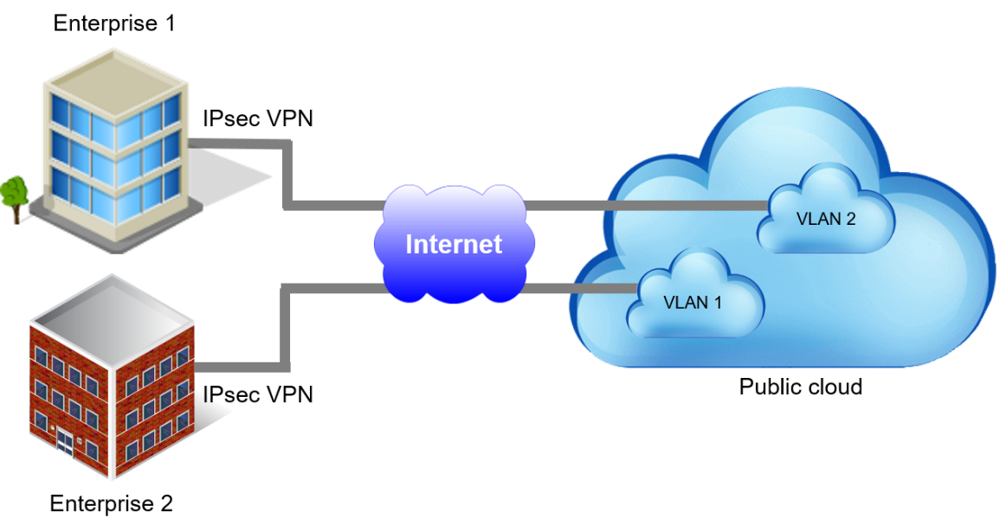 Enterprise 1
IPsec VPN
Internet
VLAN 2
VLAN 1
Public cloud
IPsec VPN
Enterprise 2